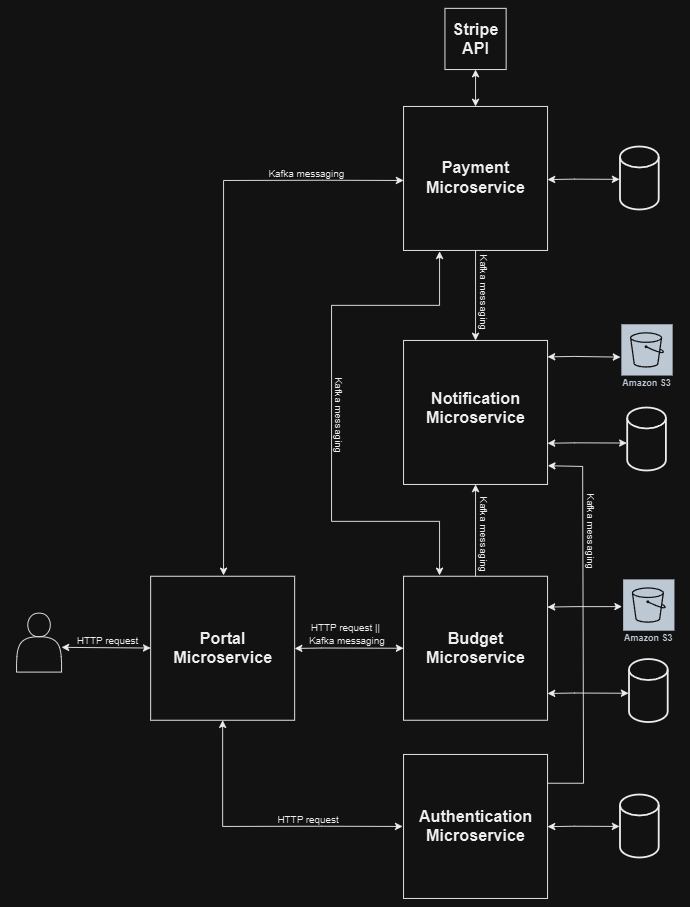 Stripe
API
Payment
Microservice
Kafka messaging
Kafka messaging
Kafka messaging
Notification
Microservice
Amazon S3
Kafka messaging
Kafka messaging
Portal
Microservice
HTTP request
HTTP request ||
Kafka messaging
Budget
Microservice
Amazon S3
HTTP request
Authentication
Microservice